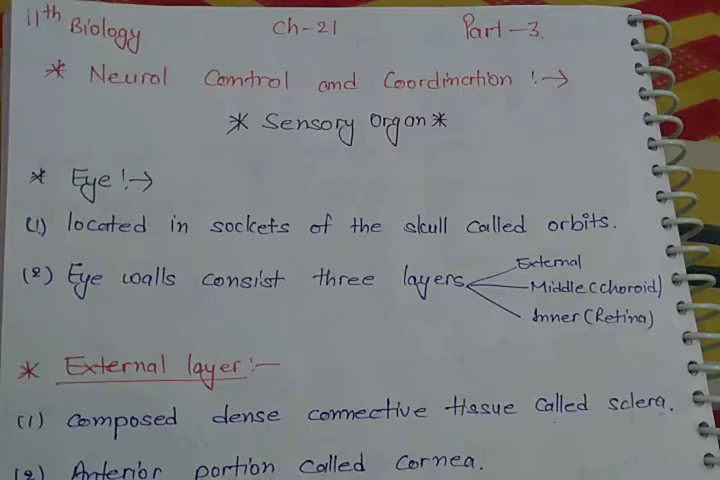 11th Biology Ch-21 Part-3
* Neural Control and Coordination !→
* Sensory Organ *
* Eye !→
(1) located in sockets of the skull called orbits.
(2) Eye walls consist three layers
External
Middle (choroid)
Inner (Retina)
* External layer :-
(1) composed dense connective tissue called sclera.
(2) Anterior portion called cornea.